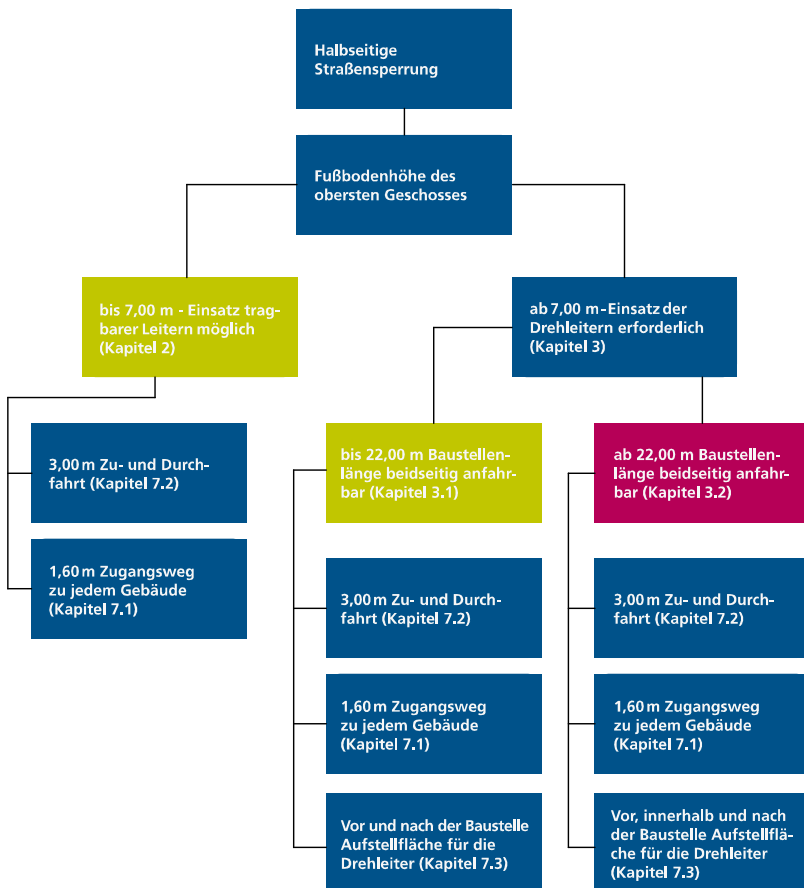 Halbseitige
Straßensperrung
Fußbodenhöhe des
obersten Geschosses
bis 7,00 m - Einsatz trag-
barer Leitern möglich
(Kapitel 2)
ab 7,00 m - Einsatz der
Drehleitern erforderlich
(Kapitel 3)
3,00 m Zu- und Durch-
fahrt (Kapitel 7.2)
1,60 m Zugangsweg
zu jedem Gebäude
(Kapitel 7.1)
bis 22,00 m Baustellen-
länge beidseitig anfahr-
bar (Kapitel 3.1)
3,00 m Zu- und Durch-
fahrt (Kapitel 7.2)
1,60 m Zugangsweg
zu jedem Gebäude
(Kapitel 7.1)
Vor und nach der Baustelle
Aufstellfläche für die
Drehleiter (Kapitel 7.3)
ab 22,00 m Baustellen-
länge beidseitig anfahr-
bar (Kapitel 3.2)
3,00 m Zu- und Durch-
fahrt (Kapitel 7.2)
1,60 m Zugangsweg
zu jedem Gebäude
(Kapitel 7.1)
Vor, innerhalb und nach
der Baustelle Aufstellflä-
che für die Drehleiter
(Kapitel 7.3)